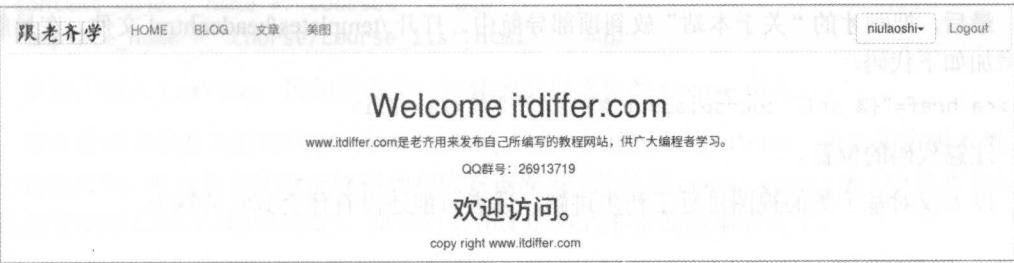 跟老齐学 HOME BLOG 文章 美图 niulaoshi Logout
Welcome itdiffer.com
www.itdiffer.com是老齐用来发布自己所编写的教程网站，供广大编程者学习。
QQ群号：26913719
欢迎访问。
copy right www.itdiffer.com